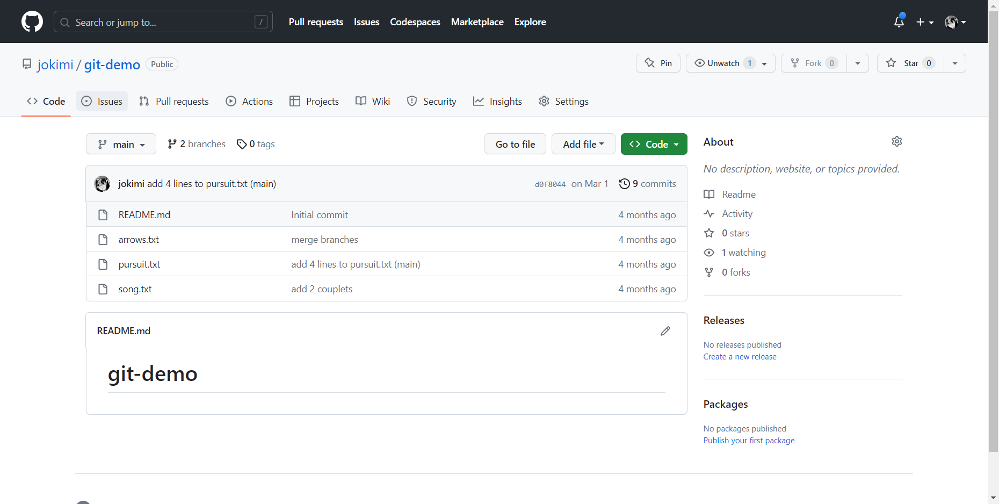 Search or jump to... /
Pull requests Issues Codespaces Marketplace Explore
jokimi / git-demo Public
Pin Unwatch 1 Fork 0 Star 0
Code Issues Pull requests Actions Projects Wiki Security Insights Settings
main 2 branches 0 tags Go to file Add file Code
jokimi add 4 lines to pursuit.txt (main) d0f8044 on Mar 1 9 commits
README.md Initial commit 4 months ago
arrows.txt merge branches 4 months ago
pursuit.txt add 4 lines to pursuit.txt (main) 4 months ago
song.txt add 2 couplets 4 months ago
README.md
git-demo
About
No description, website, or topics provided.
Readme
Activity
0 stars
1 watching
0 forks
Releases
No releases published
Create a new release
Packages
No packages published
Publish your first package